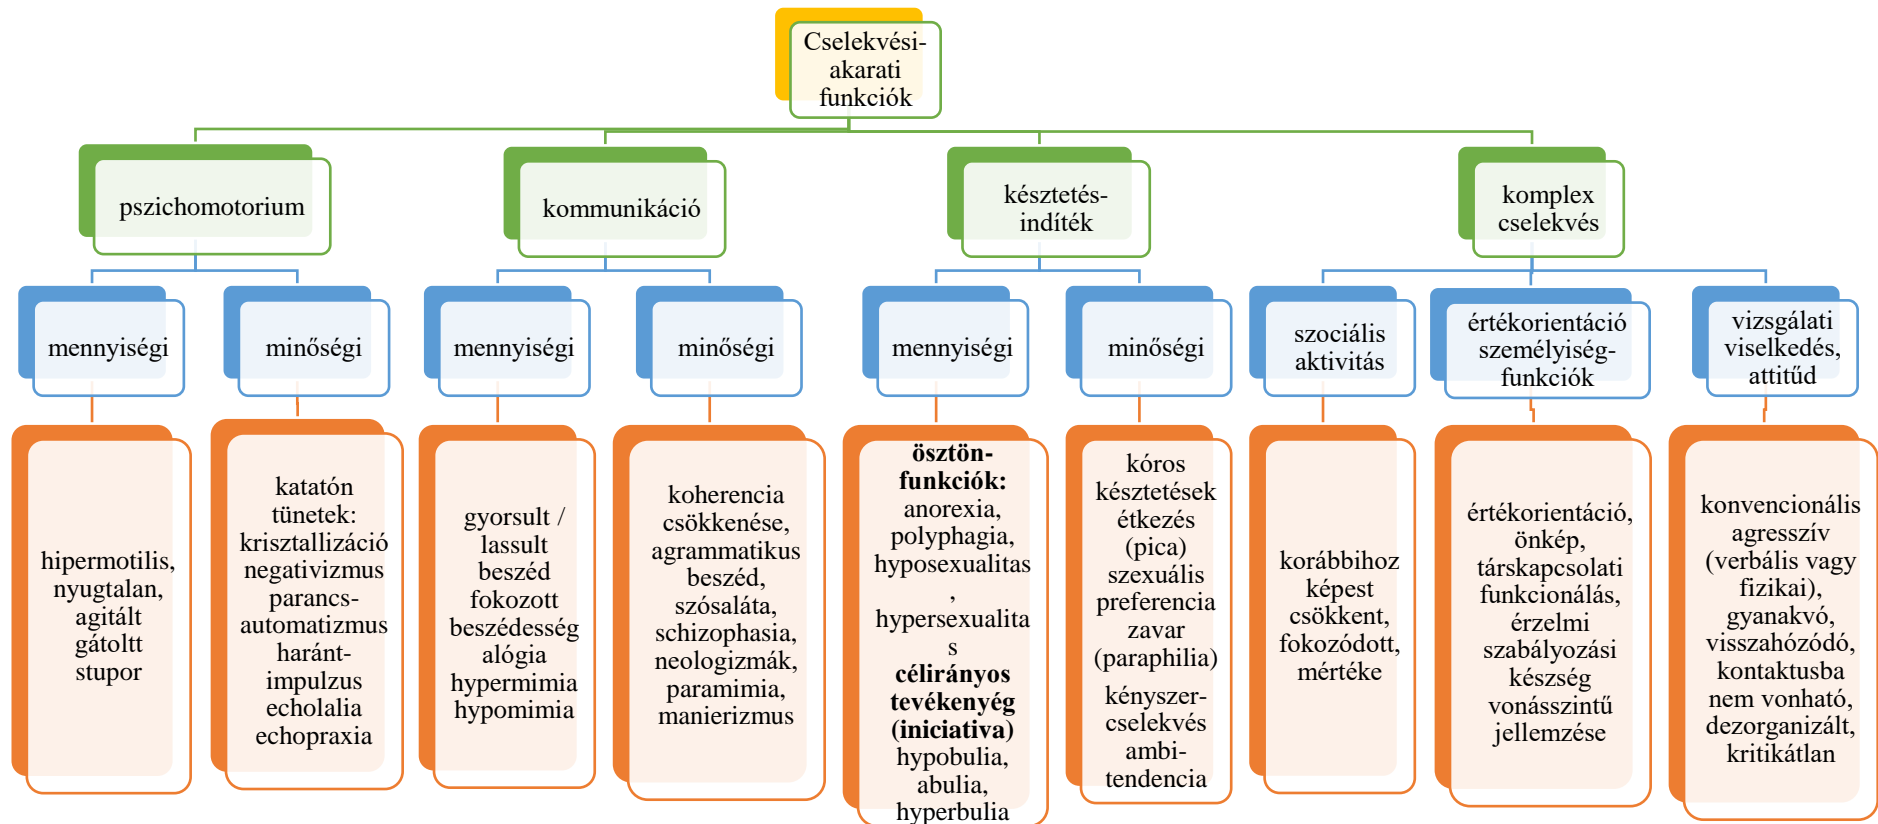 Cselekvési-
akarati
funkciók
pszichomotorium
kommunikáció
késztetés-
indíték
komplex
cselekvés
mennyiségi
minőségi
mennyiségi
minőségi
mennyiségi
minőségi
szociális
aktivitás
értékorientáció
személyiség-
funkciók
vizsgálati
viselkedés,
attitűd
hipermotilis,
nyugtalan,
agitált
gátoltt
stupor
katatón
tünetek:
krisztallizáció
negativizmus
parancs-
automatizmus
haránt-
impulzus
echolalia
echopraxia
gyorsult /
lassult
beszéd
fokozott
beszédesség
alógia
hypermimia
hypomimia
koherencia
csökkenése,
agrammatikus
beszéd,
szósaláta,
schizophasia,
neologizmák,
paramimia,
manierizmus
ösztön-
funkciók:
anorexia,
polyphagia,
hyposexualitas
,
hypersexualita
s
célirányos
tevékenyég
(iniciativa)
hypobulia,
abulia,
hyperbulia
kóros
késztetések
étkezés
(pica)
szexuális
preferencia
zavar
(paraphilia)
kényszer-
cselekvés
ambi-
tendencia
korábbihoz
képest
csökkent,
fokozódott,
mértéke
értékorientáció,
önkép,
társkapcsolati
funkcionálás,
érzelmi
szabályozási
készség
vonásszintű
jellemzése
konvencionális
agresszív
(verbális vagy
fizikai),
gyanakvó,
visszahózódó,
kontaktusba
nem vonható,
dezorganizált,
kritikátlan